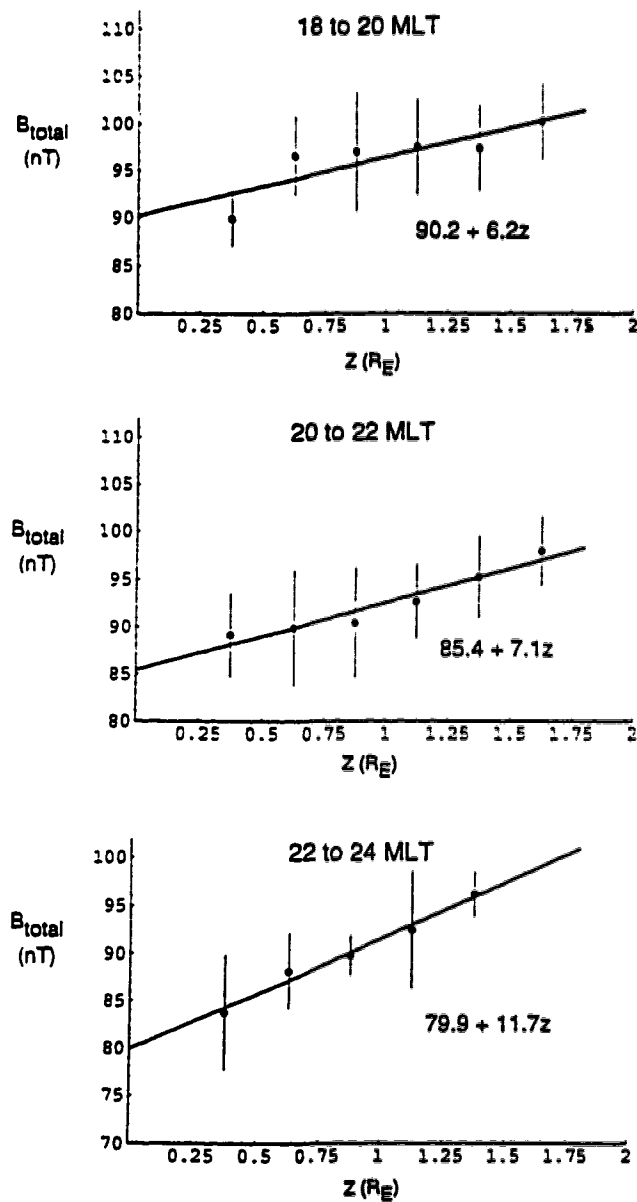 18 to 20 MLT
110
105
B_total
(nT)
100
95
90
85
80
90.2 + 6.2z
0.25 0.5 0.75 1 1.25 1.5 1.75 2
Z (R_E)
20 to 22 MLT
110
105
B_total
(nT)
100
95
90
85
80
85.4 + 7.1z
0.25 0.5 0.75 1 1.25 1.5 1.75 2
Z (R_E)
22 to 24 MLT
100
95
B_total
(nT)
90
85
80
75
70
79.9 + 11.7z
0.25 0.5 0.75 1 1.25 1.5 1.75 2
Z (R_E)